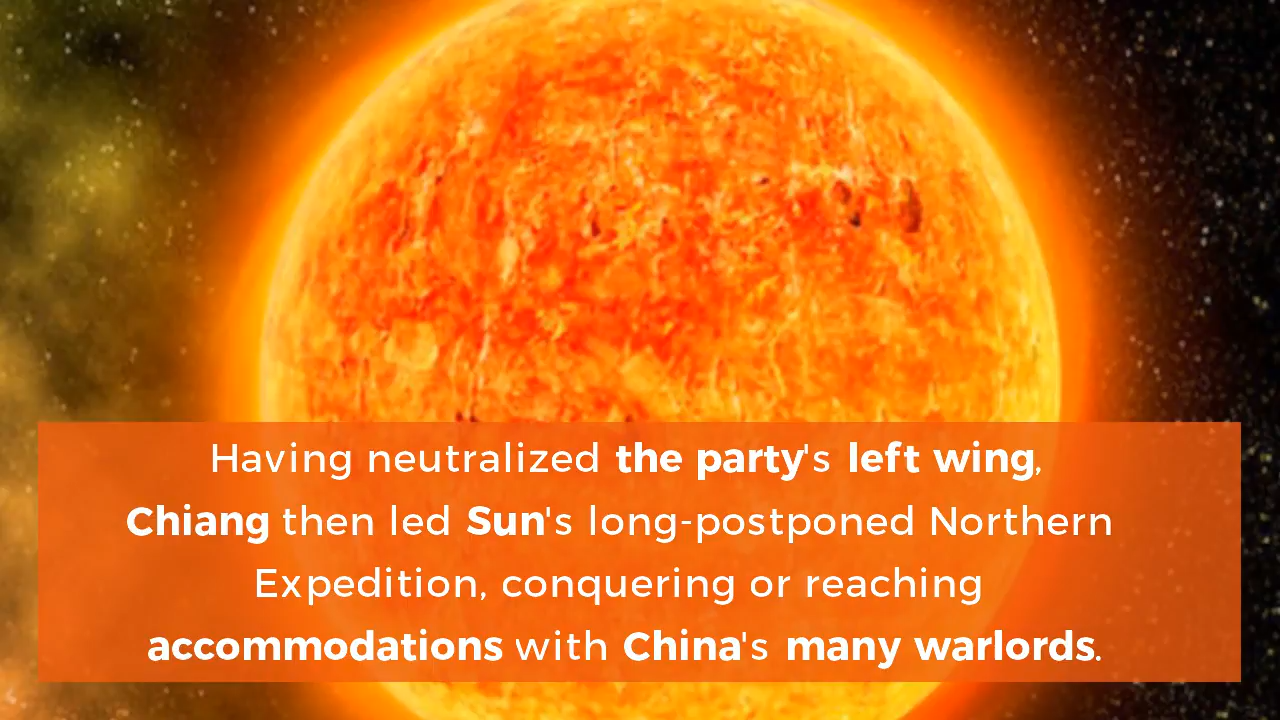 Having neutralized the party's left wing,
Chiang then led Sun's long-postponed Northern
Expedition, conquering or reaching
accommodations with China's many warlords.